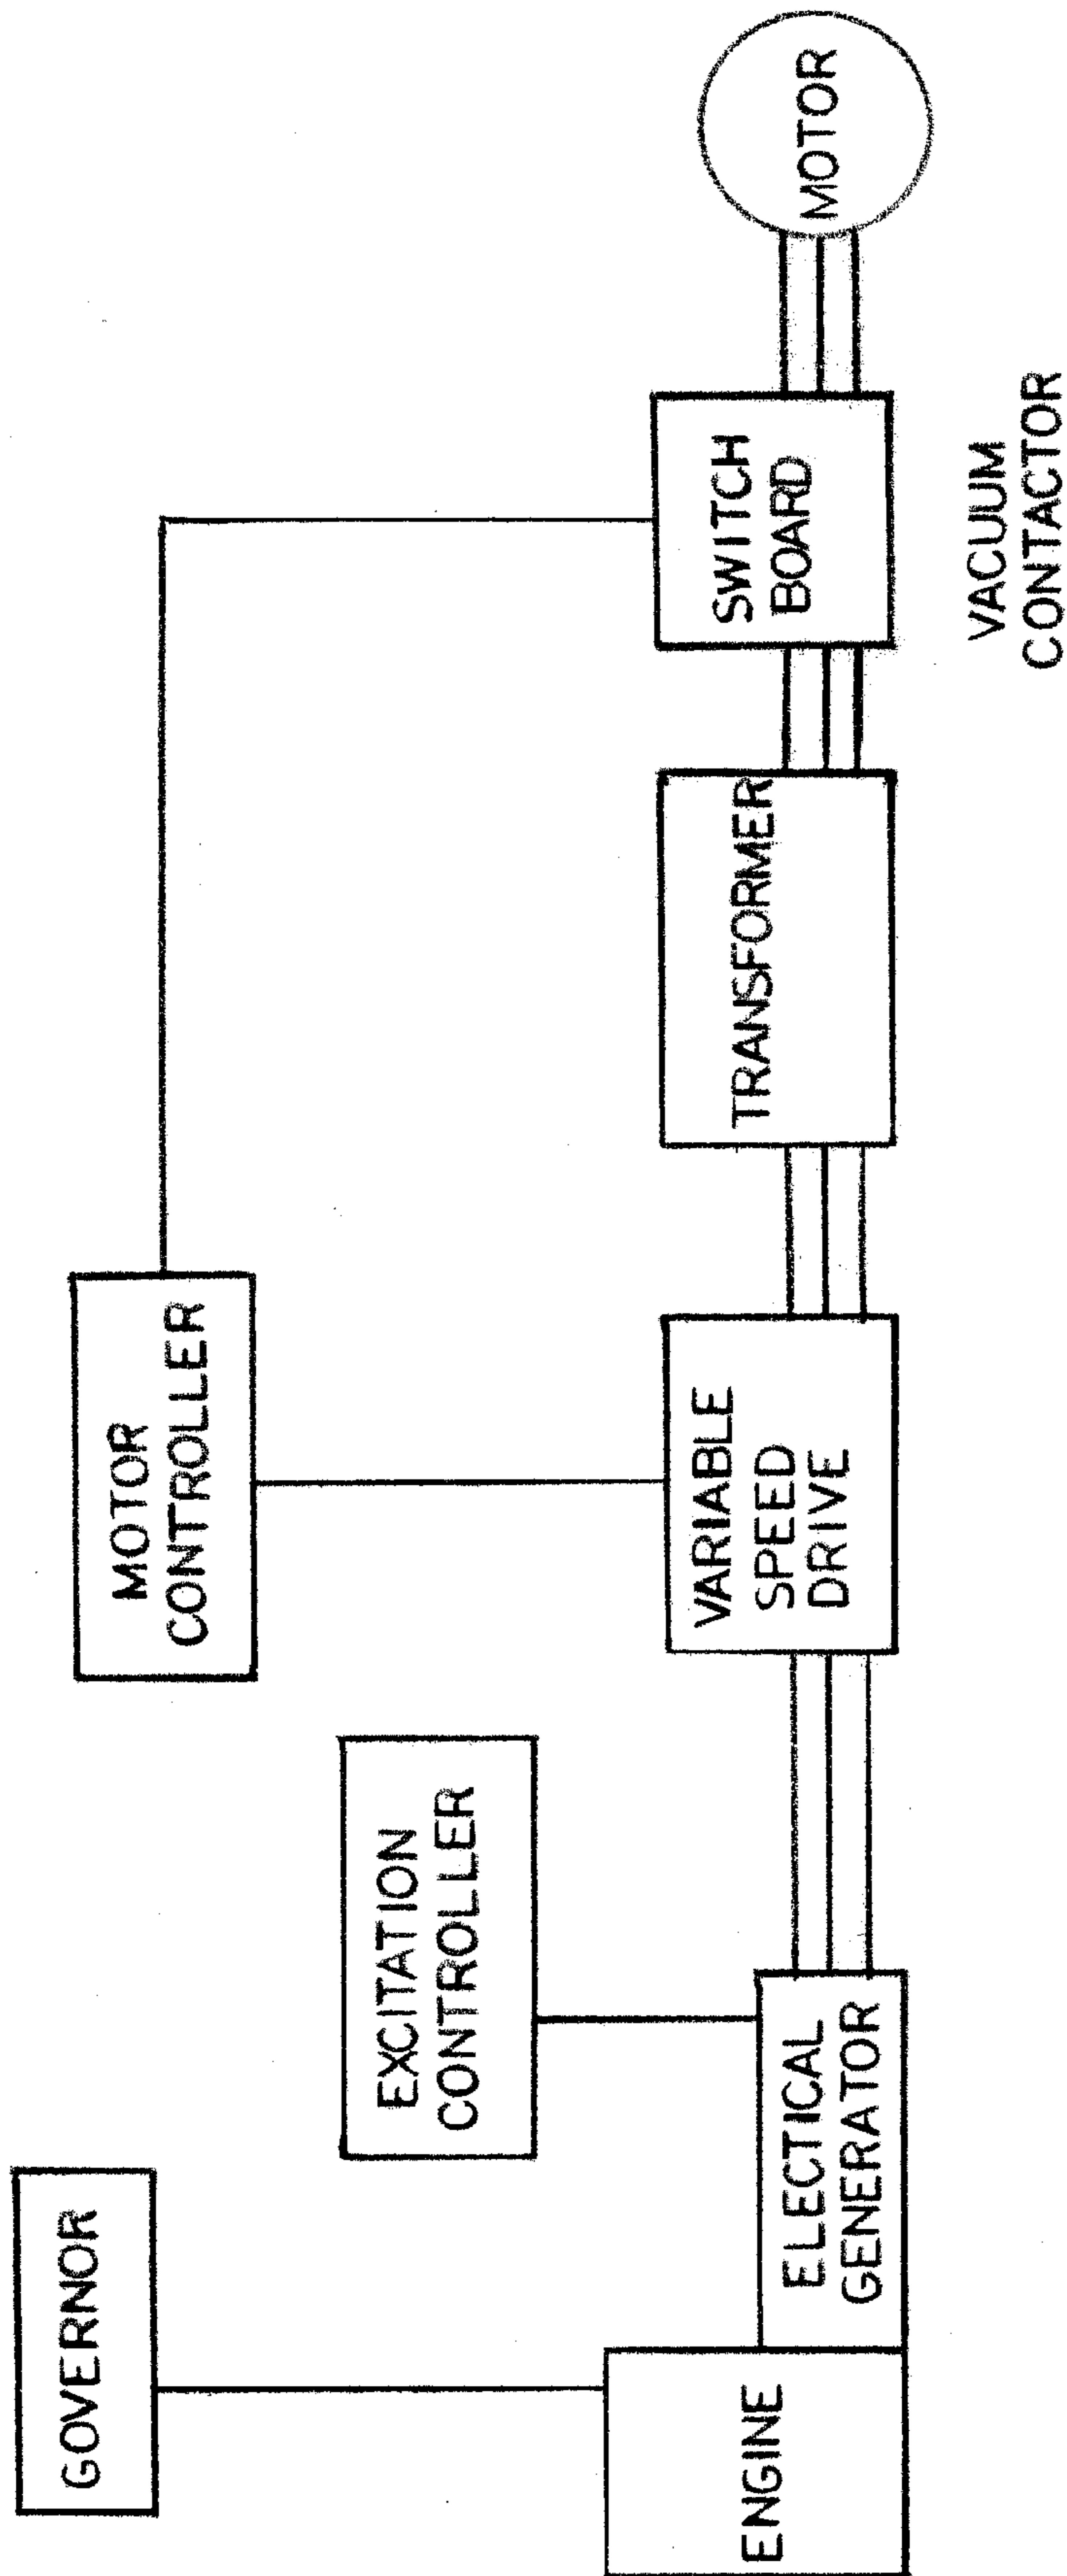 GOVERNOR
EXCITATION
CONTROLLER
MOTOR
CONTROLLER
ENGINE
ELECTICAL
GENERATOR
VARIABLE
SPEED
DRIVE
TRANSFORMER
SWITCH
BOARD
MOTOR
VACUUM
CONTACTOR